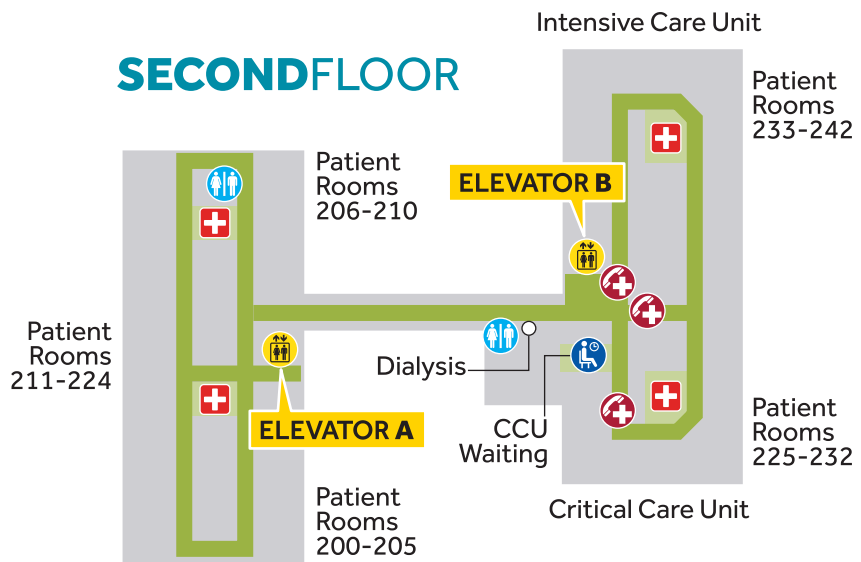 Intensive Care Unit
SECONDFLOOR
Patient
Rooms
233-242
Patient
Rooms
206-210
ELEVATOR B
Patient
Rooms
211-224
Dialysis
ELEVATOR A
CCU
Waiting
Patient
Rooms
225-232
Patient
Rooms
200-205
Critical Care Unit